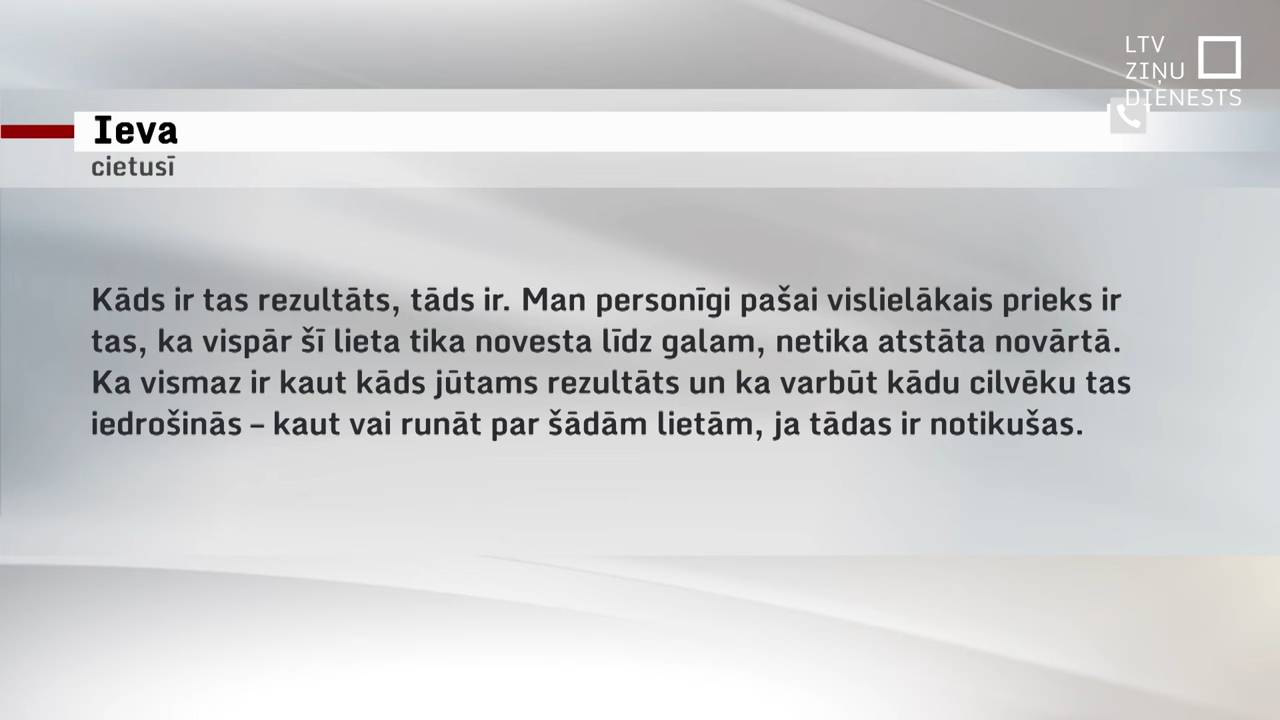 LTV
ZIŅU
DIENESTS
Ieva
cietusī
Kāds ir tas rezultāts, tāds ir. Man personīgi pašai vislielākais prieks ir
tas, ka vispār šī lieta tika novesta līdz galam, netika atstāta novārtā.
Ka vismaz ir kaut kāds jūtams rezultāts un ka varbūt kādu cilvēku tas
iedrošinās – kaut vai runāt par šādām lietām, ja tādas ir notikušas.